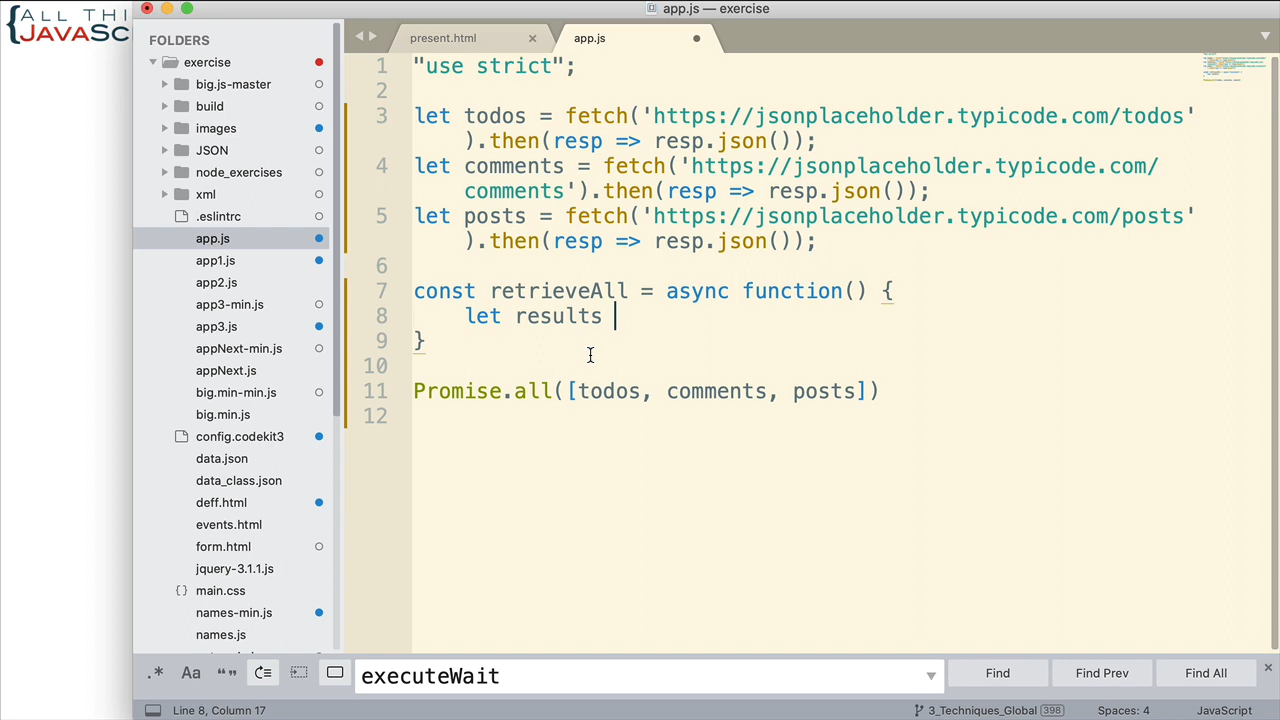 ALL THI
{JAVASC
app.js — exercise
FOLDERS
exercise
big.js-master
build
images
JSON
node_exercises
xml
.eslintrc
app.js
app1.js
app2.js
app3-min.js
app3.js
appNext-min.js
appNext.js
big.min-min.js
big.min.js
config.codekit3
data.json
data_class.json
deff.html
events.html
form.html
jquery-3.1.1.js
{} main.css
names-min.js
names.js
present.html ×
app.js
1 "use strict";
2
3 let todos = fetch('https://jsonplaceholder.typicode.com/todos'
).then(resp => resp.json());
4 let comments = fetch('https://jsonplaceholder.typicode.com/
comments').then(resp => resp.json());
5 let posts = fetch('https://jsonplaceholder.typicode.com/posts'
).then(resp => resp.json());
6
7 const retrieveAll = async function() {
8 let results
9 }
10
11 Promise.all([todos, comments, posts])
12
.* Aa “” executeWait Find Find Prev Find All ×
Line 8, Column 17 3_Techniques_Global 398 Spaces: 4 JavaScript